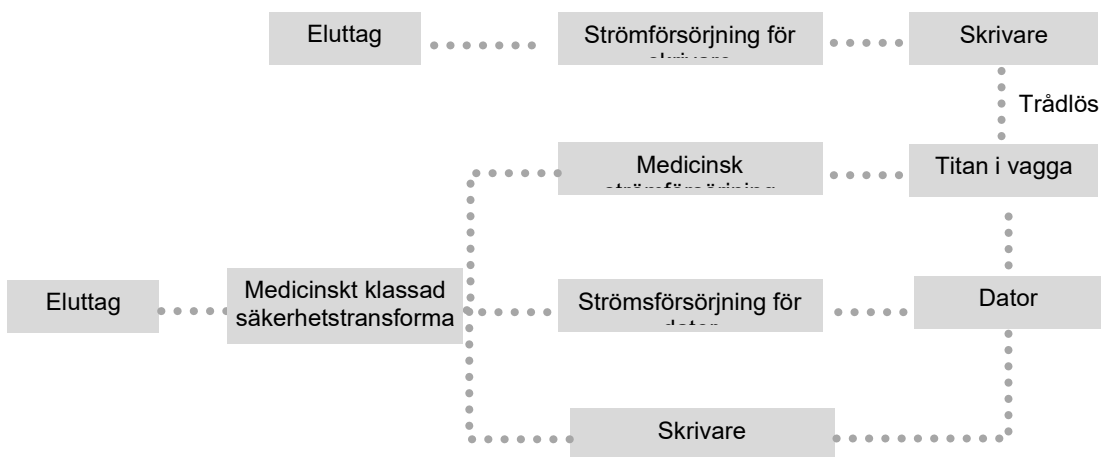 Eluttag
Strömförsörjning för
Skrivare
Trådlös
Medicinsk
Titan i vagga
Eluttag
Medicinskt klassad
säkerhetstransforma
Strömsförsörjning för
Dator
Skrivare